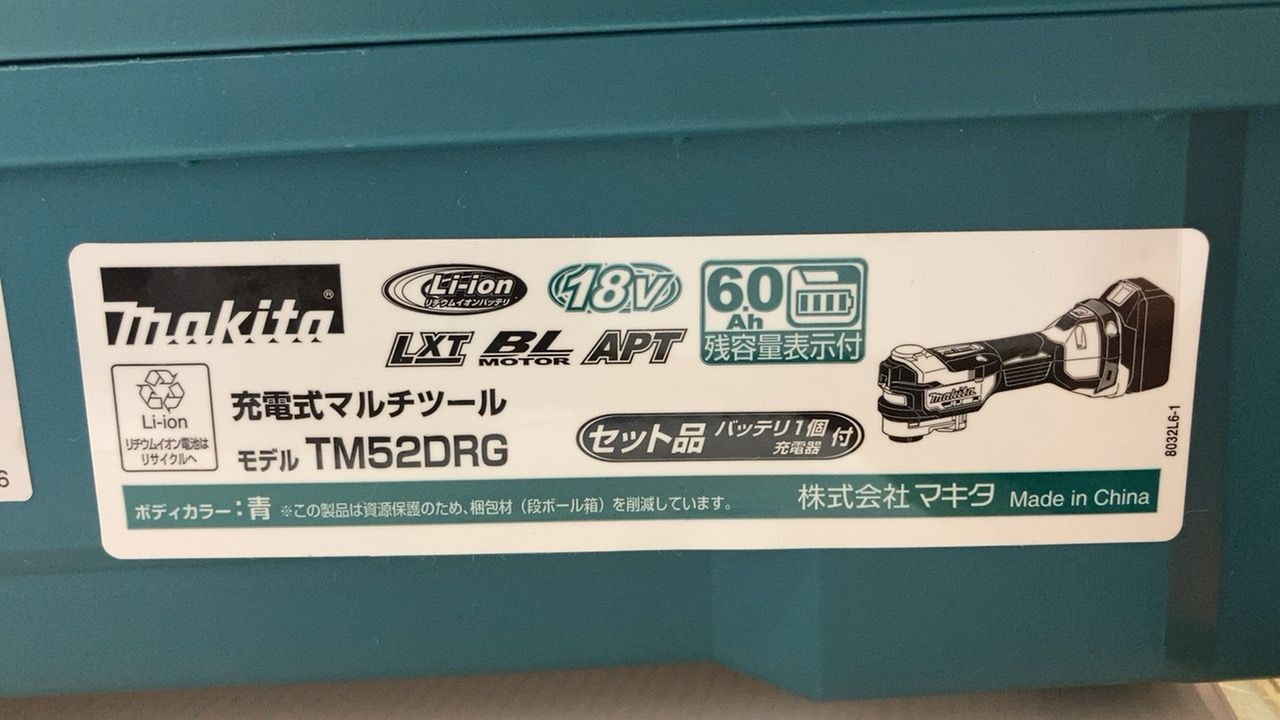 makita®
Li-ion
リチウムイオンバッテリ
18V
6.0
Ah
残容量表示付
LXT BL MOTOR APT
Li-ion
リチウムイオン電池は
リサイクルへ
充電式マルチツール
モデル TM52DRG
セット品 バッテリ1個 充電器 付
makita
8032L6-1
ボディカラー:青 ※この製品は資源保護のため、梱包材(段ボール箱)を削減しています。
株式会社 マキタ Made in China
6